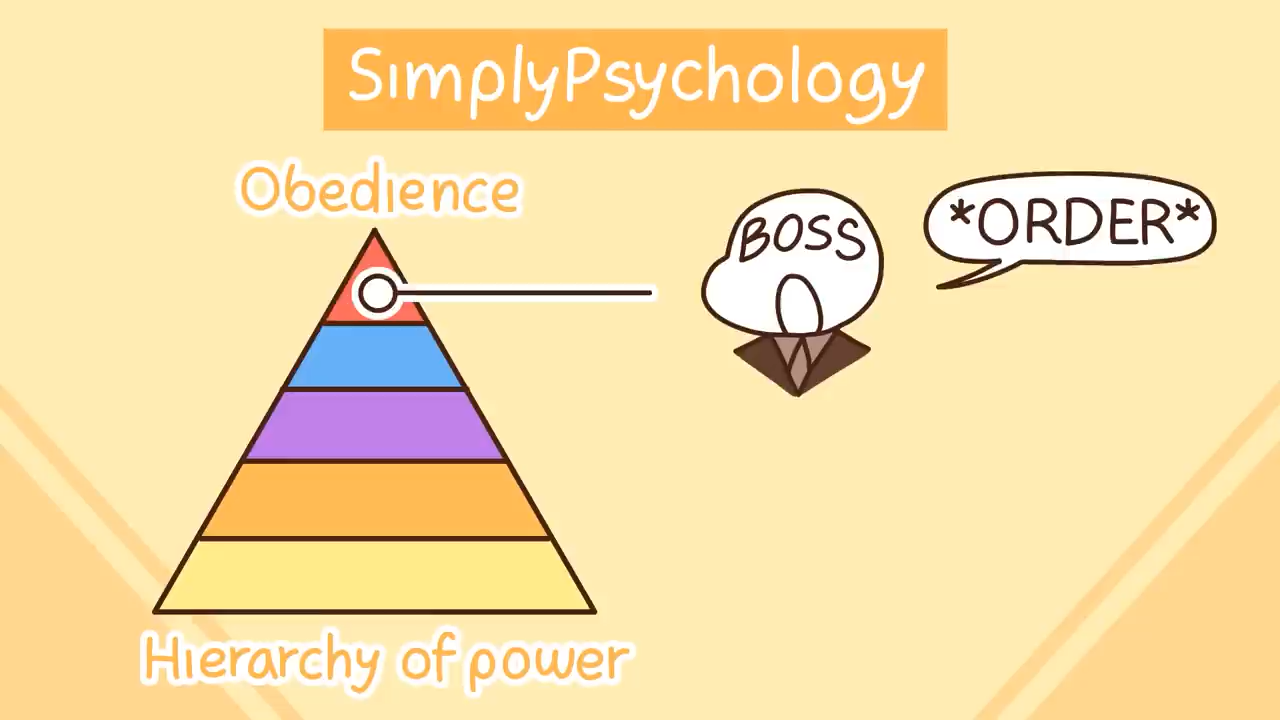 SimplyPsychology
Obedience
BOSS
*ORDER*
Hierarchy of power